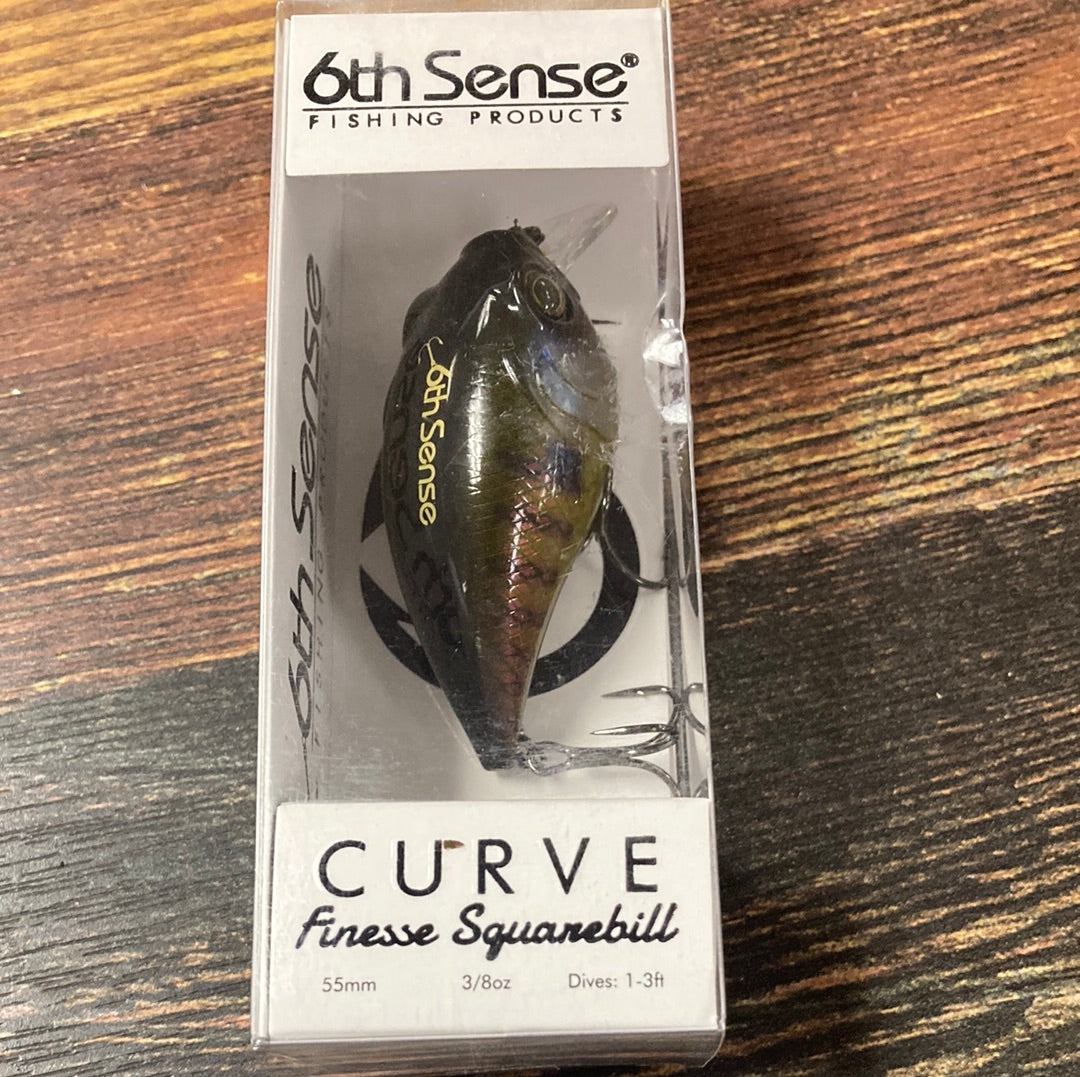 6th Sense®
FISHING PRODUCTS
6th Sense
6th Sense
CURVE
Finesse Squarebill
55mm 3/8oz Dives: 1-3ft